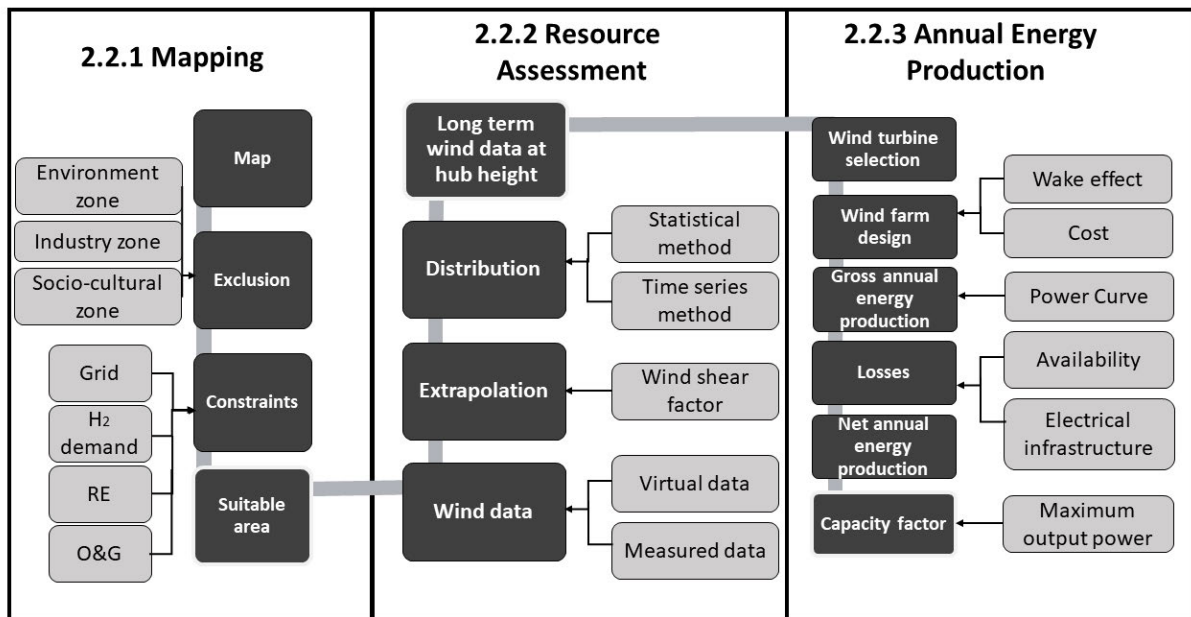 2.2.1 Mapping
Map
Environment
zone
Industry zone
Socio-cultural
zone
Exclusion
Grid
H2
demand
RE
O&G
Constraints
Suitable
area
2.2.2 Resource
Assessment
Long term
wind data at
hub height
Distribution
Statistical
method
Time series
method
Extrapolation
Wind shear
factor
Wind data
Virtual data
Measured data
2.2.3 Annual Energy
Production
Wind turbine
selection
Wind farm
design
Wake effect
Cost
Gross annual
energy
production
Power Curve
Losses
Availability
Electrical
infrastructure
Net annual
energy
production
Capacity factor
Maximum
output power